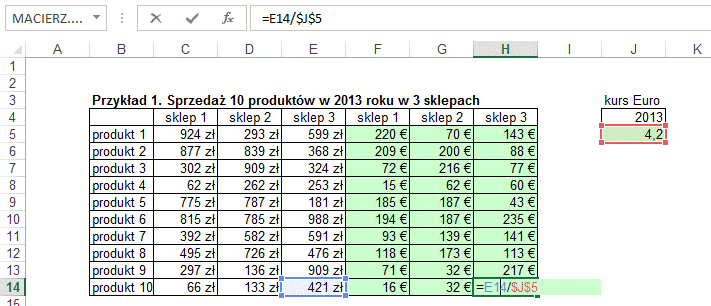 MACIERZ.... =E14/$J$5
A B C D E F G H I J K
1
2
3 Przykład 1. Sprzedaż 10 produktów w 2013 roku w 3 sklepach kurs Euro
4 sklep 1 sklep 2 sklep 3 sklep 1 sklep 2 sklep 3 2013
5 produkt 1 924 zł 293 zł 599 zł 220 € 70 € 143 € 4,2
6 produkt 2 877 zł 839 zł 368 zł 209 € 200 € 88 €
7 produkt 3 302 zł 909 zł 324 zł 72 € 216 € 77 €
8 produkt 4 62 zł 262 zł 253 zł 15 € 62 € 60 €
9 produkt 5 775 zł 787 zł 181 zł 185 € 187 € 43 €
10 produkt 6 815 zł 785 zł 988 zł 194 € 187 € 235 €
11 produkt 7 392 zł 582 zł 591 zł 93 € 139 € 141 €
12 produkt 8 495 zł 726 zł 476 zł 118 € 173 € 113 €
13 produkt 9 297 zł 136 zł 909 zł 71 € 32 € 217 €
14 produkt 10 66 zł 133 zł 421 zł 16 € 32 € =E14/$J$5